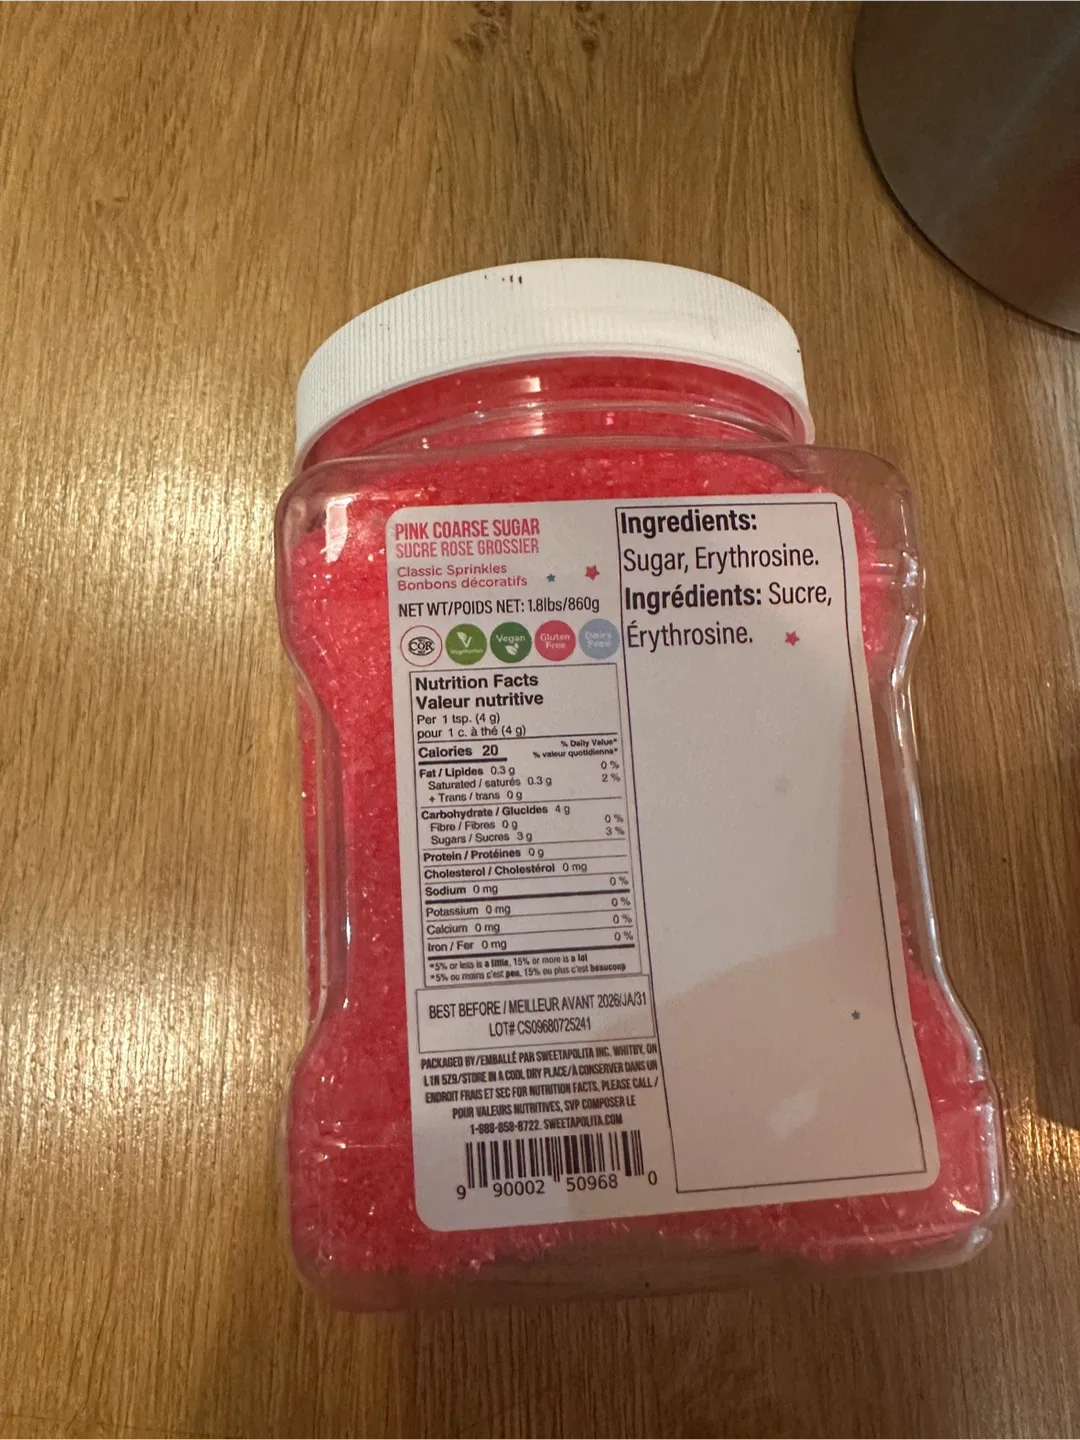 PINK COARSE SUGAR
SUCRE ROSE GROSSIER
Classic Sprinkles
Bonbons décoratifs
NET WT/POIDS NET: 1.8lbs/860g
COR
Vegetarian
Vegan
Gluten
Free
Dairy
Free
Nutrition Facts
Valeur nutritive
Per 1 tsp. (4 g)
pour 1 c. à thé (4 g)
Calories 20
% Daily Value*
% valeur quotidienne*
Fat / Lipides 0.3 g 0 %
Saturated / saturés 0.3 g 2 %
+ Trans / trans 0 g
Carbohydrate / Glucides 4 g
Fibre / Fibres 0 g 0 %
Sugars / Sucres 3 g 3 %
Protein / Protéines 0 g
Cholesterol / Cholestérol 0 mg
Sodium 0 mg 0 %
Potassium 0 mg 0 %
Calcium 0 mg 0 %
Iron / Fer 0 mg 0 %
*5% or less is a little, 15% or more is a lot
*5% ou moins c'est peu, 15% ou plus c'est beaucoup
BEST BEFORE / MEILLEUR AVANT 2026/JA/31
LOT# CS09680725241
PACKAGED BY/EMBALLÉ PAR SWEETAPOLITA INC. WHITBY, ON
L1N 5Z9/STORE IN A COOL DRY PLACE/À CONSERVER DANS UN
ENDROIT FRAIS ET SEC FOR NUTRITION FACTS, PLEASE CALL /
POUR VALEURS NUTRITIVES, SVP COMPOSER LE
1-888-858-8722. SWEETAPOLITA.COM
9 90002 50968 0
Ingredients:
Sugar, Erythrosine.
Ingrédients: Sucre,
Érythrosine.